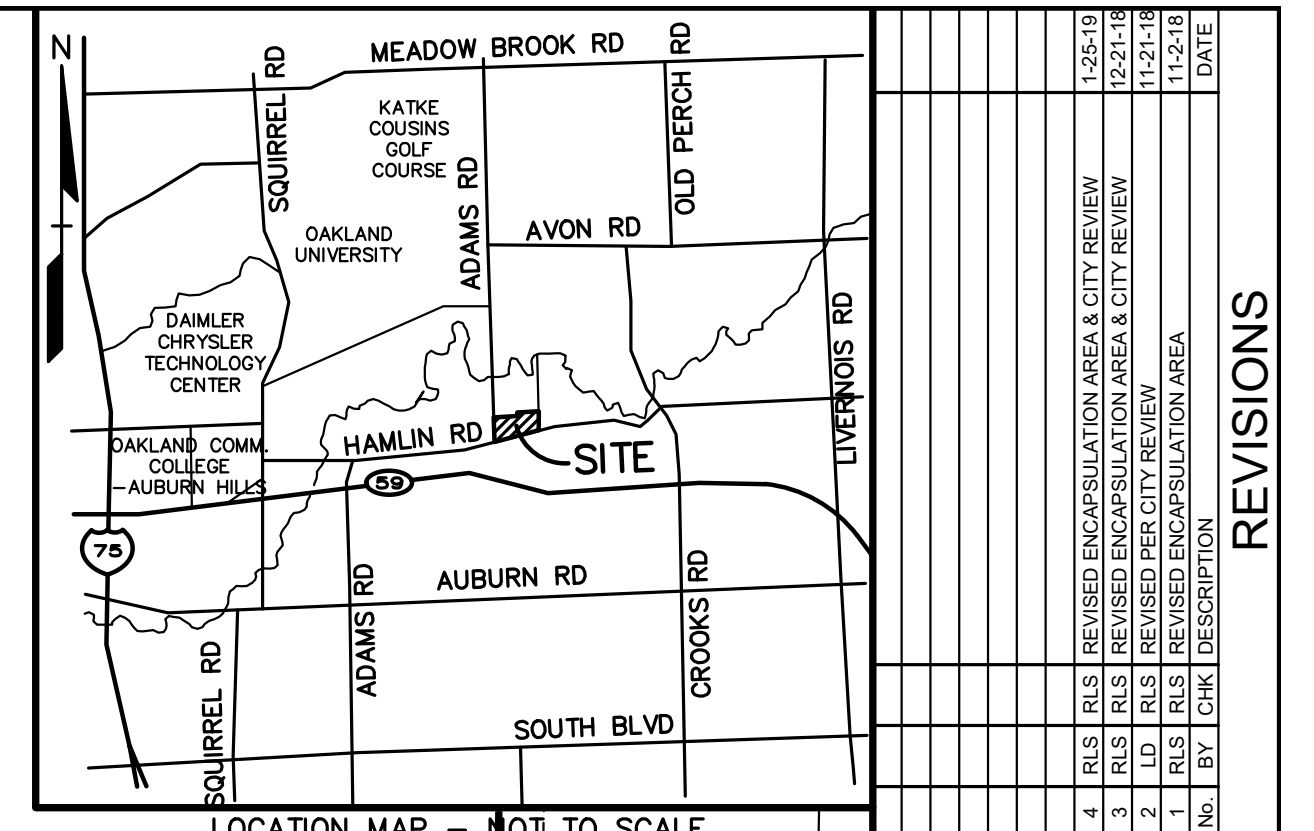 N
MEADOW BROOK RD
SQUIRREL RD
KATKE
COUSINS
GOLF
COURSE
ADAMS RD
OLD PERCH RD
AVON RD
OAKLAND
UNIVERSITY
DAIMLER
CHRYSLER
TECHNOLOGY
CENTER
LIVERNOIS RD
HAMLIN RD
SITE
OAKLAND COMM.
COLLEGE
-AUBURN HILLS
59
75
AUBURN RD
ADAMS RD
CROOKS RD
SQUIRREL RD
SOUTH BLVD
LOCATION MAP - NOT TO SCALE
4 RLS RLS REVISED ENCAPSULATION AREA & CITY REVIEW 1-25-19
3 RLS RLS REVISED ENCAPSULATION AREA & CITY REVIEW 12-21-18
2 LD RLS REVISED PER CITY REVIEW 11-21-18
1 RLS RLS REVISED ENCAPSULATION AREA 11-2-18
No. BY CHK DESCRIPTION DATE
REVISIONS